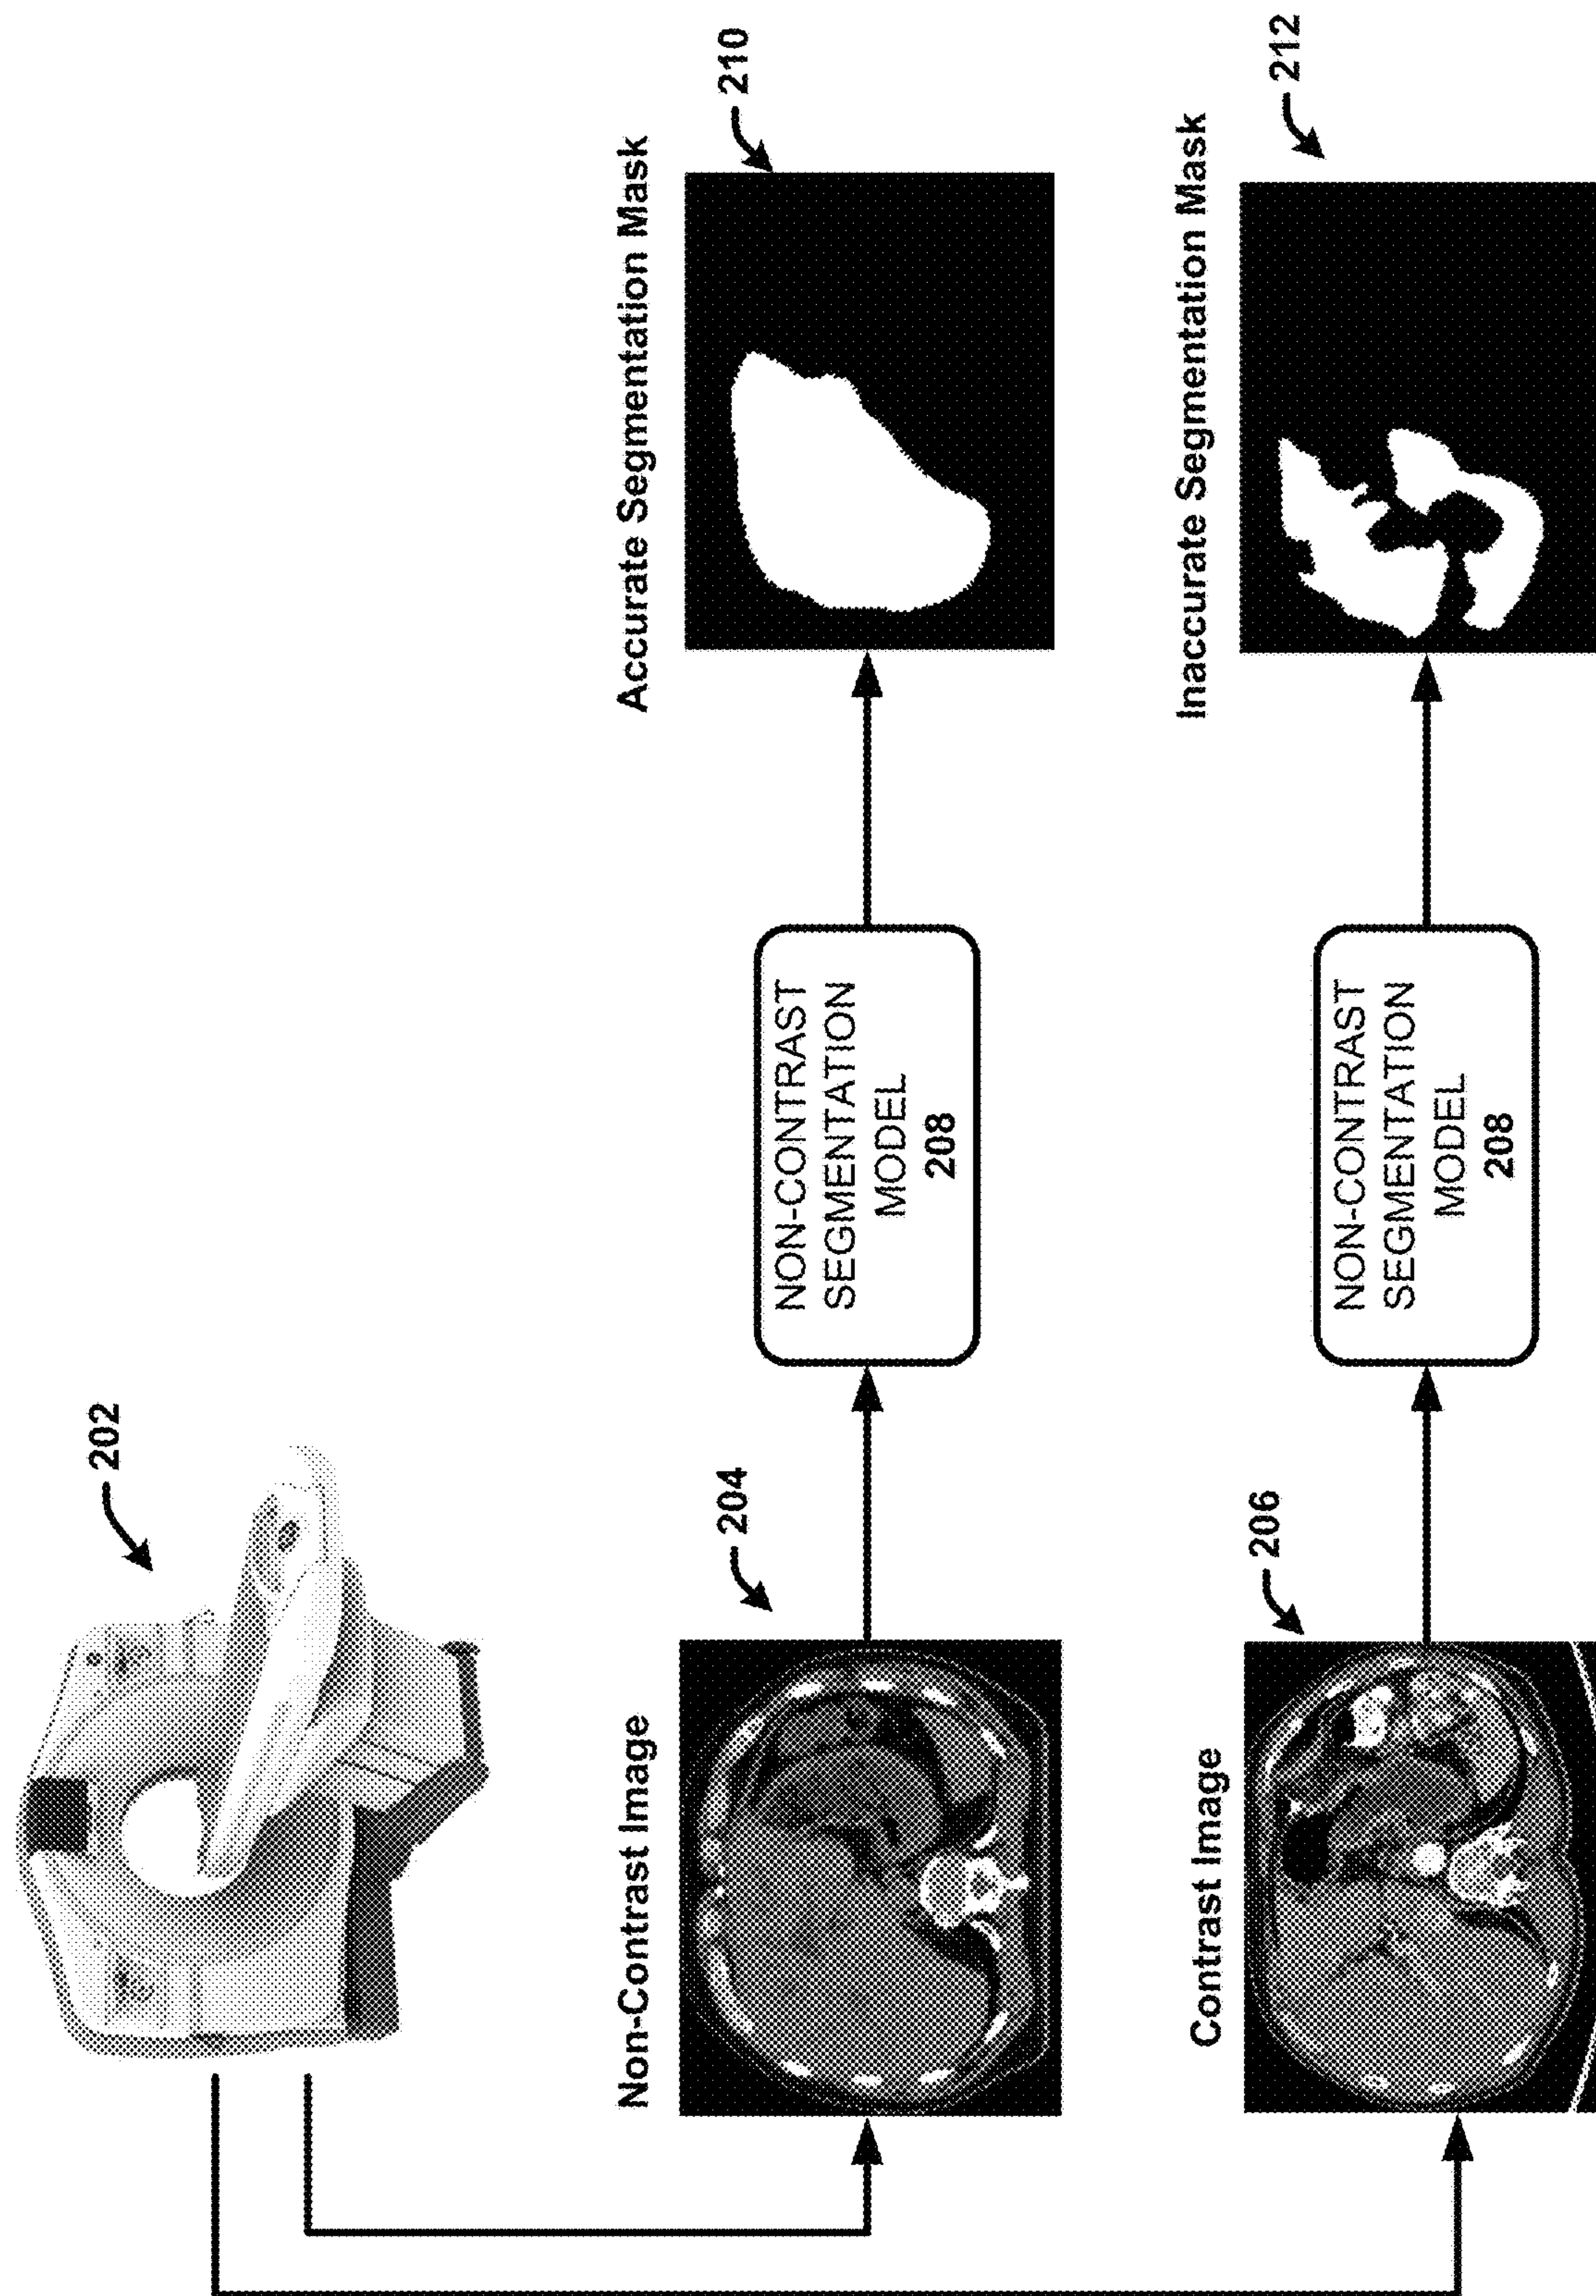 202
Non-Contrast Image
204
NON-CONTRAST
SEGMENTATION
MODEL
208
Accurate Segmentation Mask
210
Contrast Image
206
NON-CONTRAST
SEGMENTATION
MODEL
208
Inaccurate Segmentation Mask
212